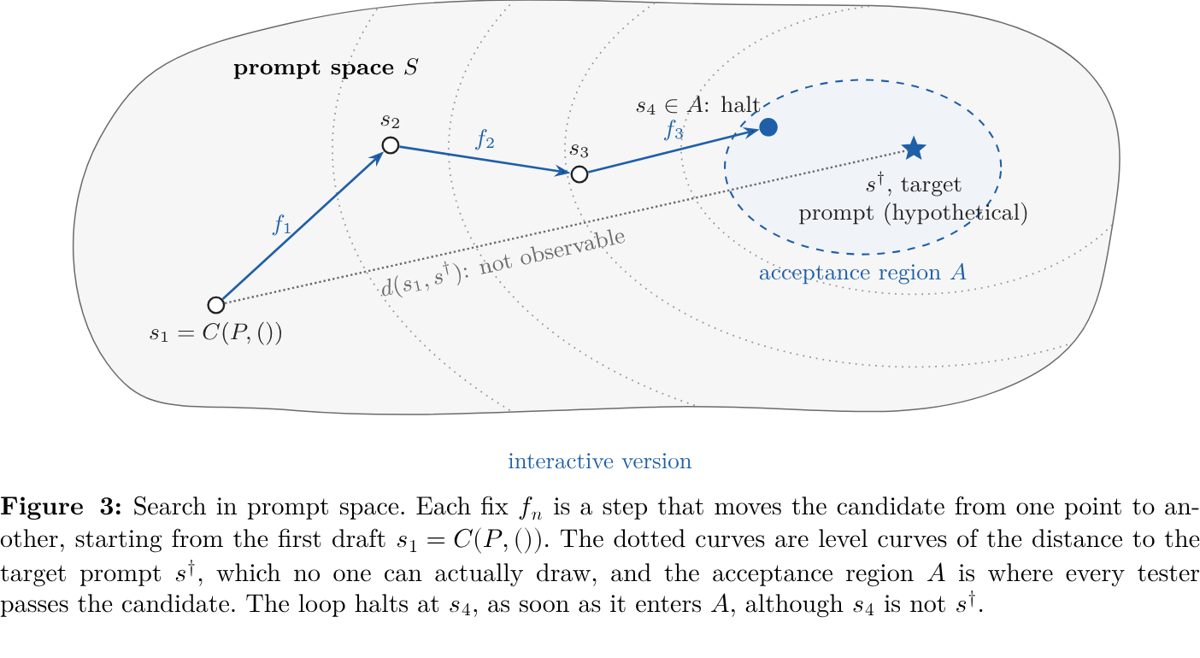 prompt space S
s₄ ∈ A: halt
s₂
f₂
f₃
s₃
s†, target
prompt (hypothetical)
f₁
d(s₁, s†): not observable
acceptance region A
s₁ = C(P, ())
interactive version
Figure 3: Search in prompt space. Each fix fₙ is a step that moves the candidate from one point to an-
other, starting from the first draft s₁ = C(P, ()). The dotted curves are level curves of the distance to the
target prompt s†, which no one can actually draw, and the acceptance region A is where every tester
passes the candidate. The loop halts at s₄, as soon as it enters A, although s₄ is not s†.